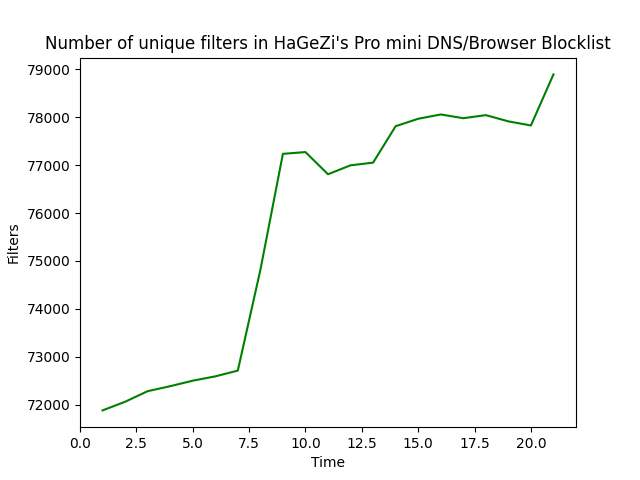 Number of unique filters in HaGeZi's Pro mini DNS/Browser Blocklist
79000
78000
77000
76000
75000
74000
73000
72000
Filters
0.0 2.5 5.0 7.5 10.0 12.5 15.0 17.5 20.0
Time